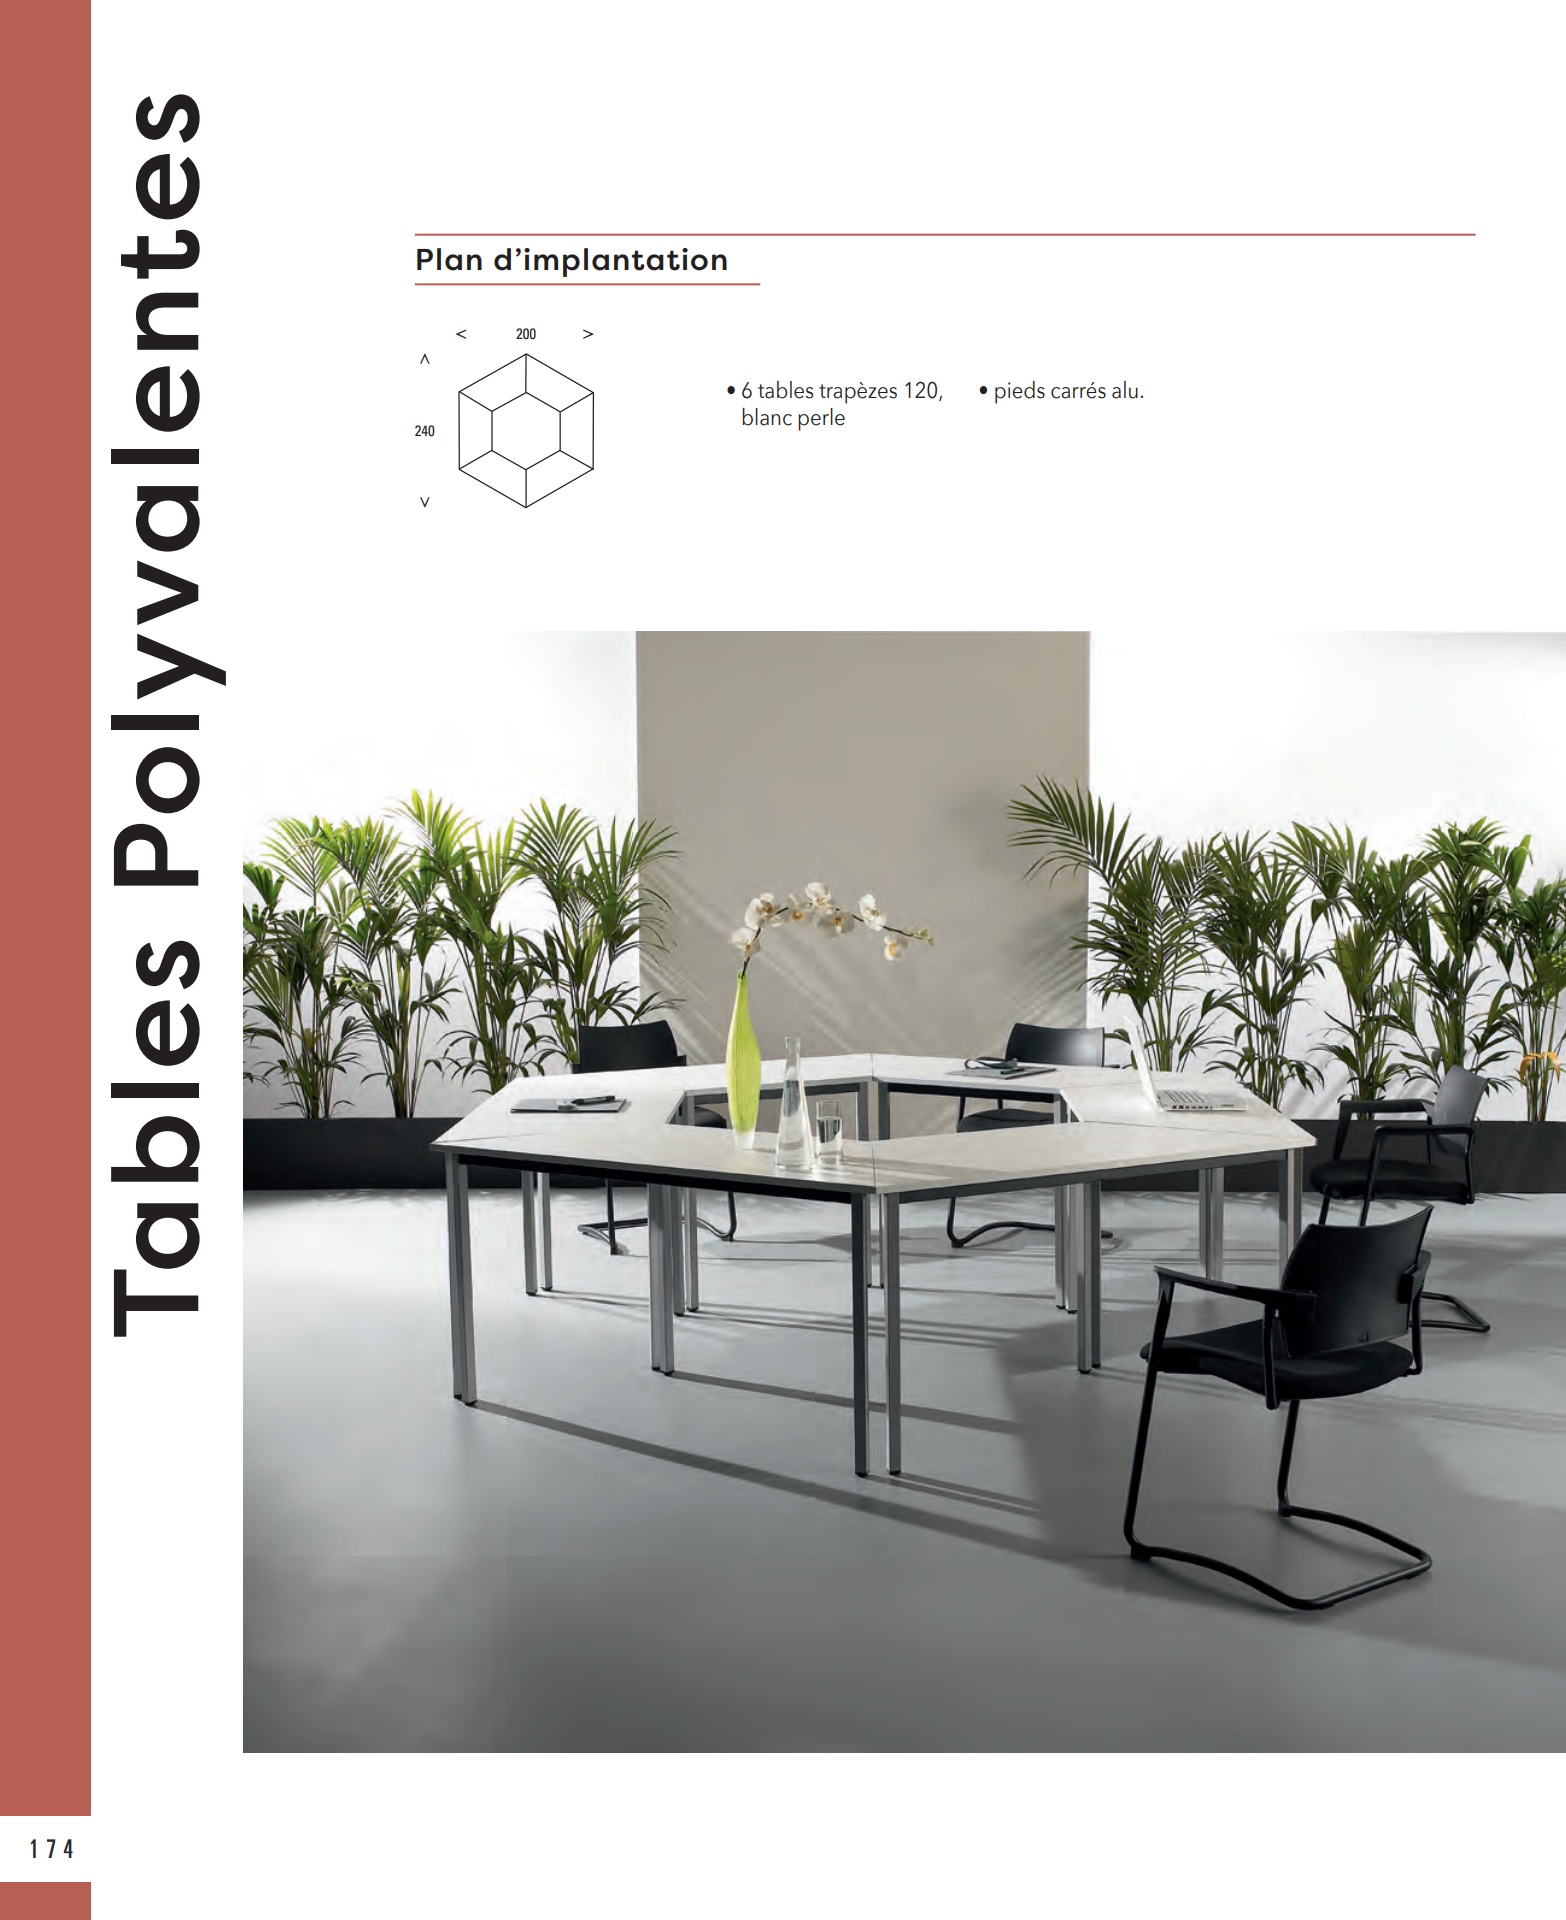 Tables Polyvalentes
Plan d’implantation
< 200 >
240
• 6 tables trapèzes 120,
blanc perle
• pieds carrés alu.
174